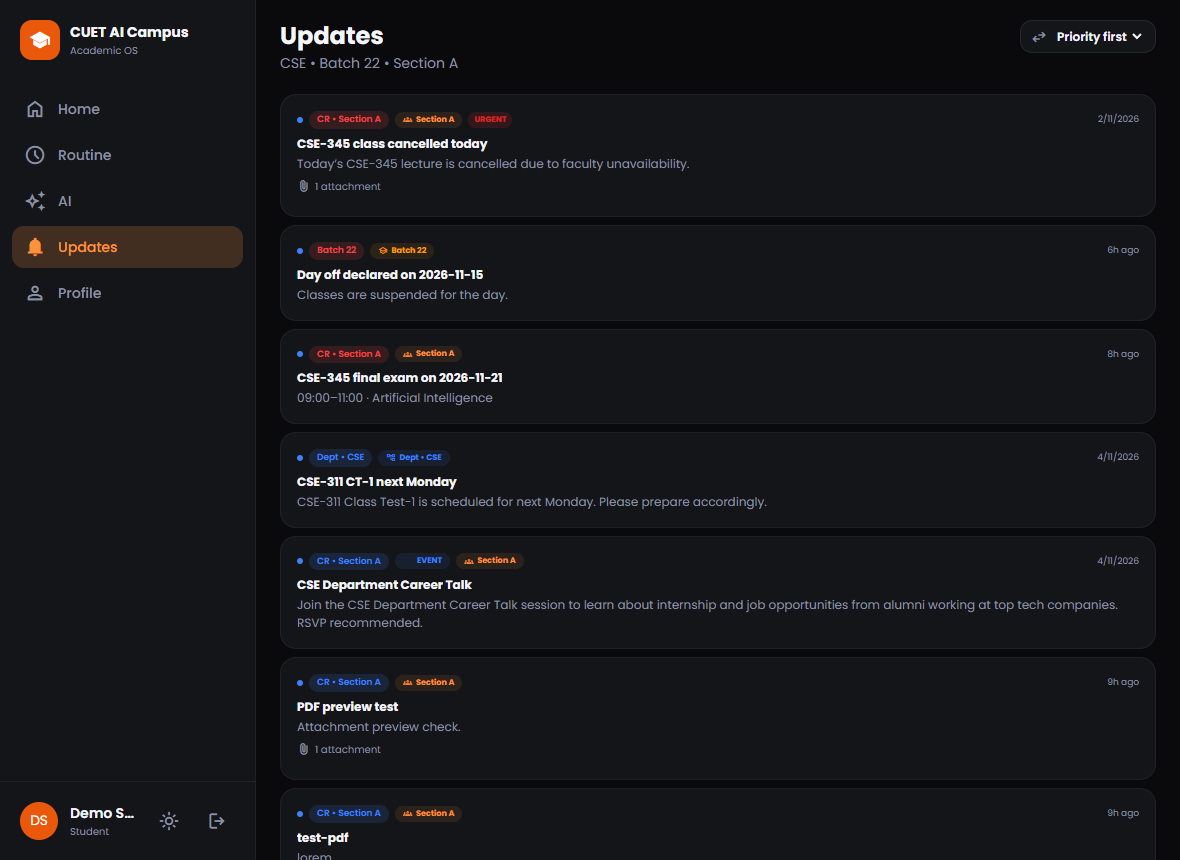 CUET AI Campus
Academic OS
Home
Routine
AI
Updates
Profile
DS
Demo S...
Student
Updates
CSE • Batch 22 • Section A
Priority first
CR • Section A Section A URGENT 2/11/2026
CSE-345 class cancelled today
Today's CSE-345 lecture is cancelled due to faculty unavailability.
1 attachment
Batch 22 Batch 22 6h ago
Day off declared on 2026-11-15
Classes are suspended for the day.
CR • Section A Section A 8h ago
CSE-345 final exam on 2026-11-21
09:00–11:00 · Artificial Intelligence
Dept • CSE Dept • CSE 4/11/2026
CSE-311 CT-1 next Monday
CSE-311 Class Test-1 is scheduled for next Monday. Please prepare accordingly.
CR • Section A EVENT Section A 4/11/2026
CSE Department Career Talk
Join the CSE Department Career Talk session to learn about internship and job opportunities from alumni working at top tech companies.
RSVP recommended.
CR • Section A Section A 9h ago
PDF preview test
Attachment preview check.
1 attachment
CR • Section A Section A 9h ago
test-pdf
lorem